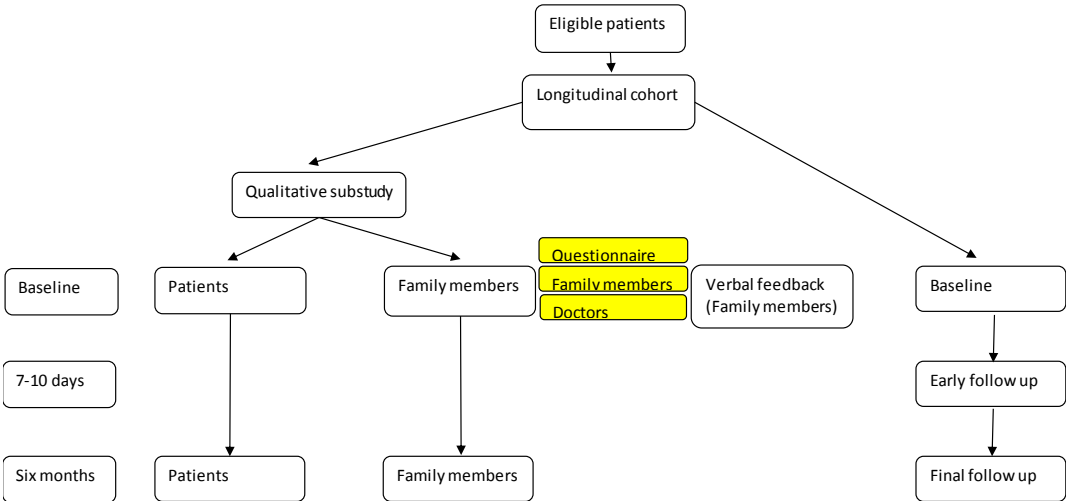 Eligible patients
Longitudinal cohort
Qualitative substudy
Baseline
Patients
Family members
Questionnaire
Family members
Doctors
Verbal feedback
(Family members)
Baseline
7-10 days
Early follow up
Six months
Patients
Family members
Final follow up